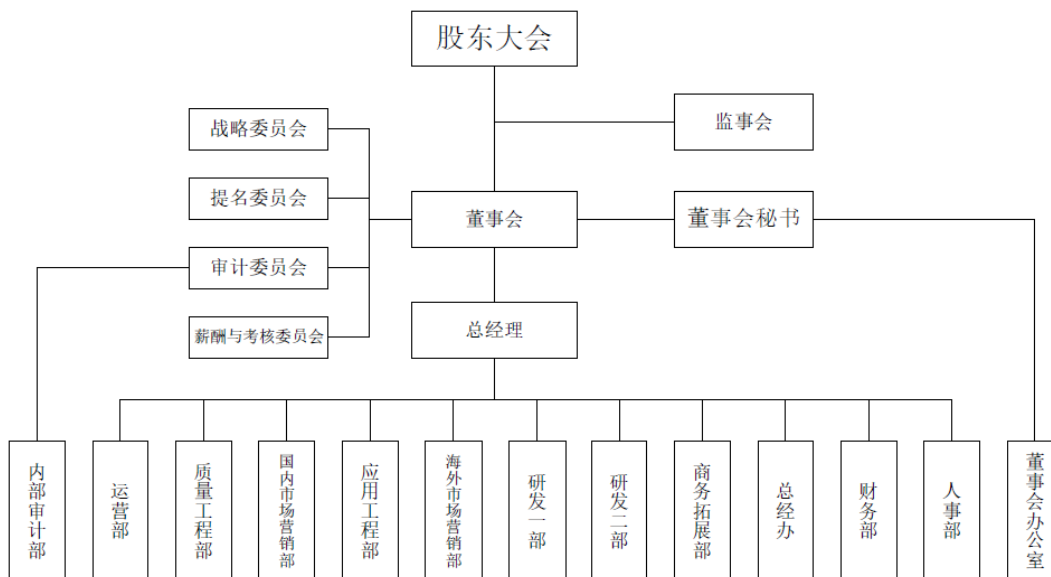 股东大会
战略委员会
监事会
提名委员会
董事会
董事会秘书
审计委员会
总经理
薪酬与考核委员会
内部审计部
运营部
质量工程部
国内市场营销部
应用工程部
海外市场营销部
研发一部
研发二部
商务拓展部
总经办
财务部
人事部
董事会办公室